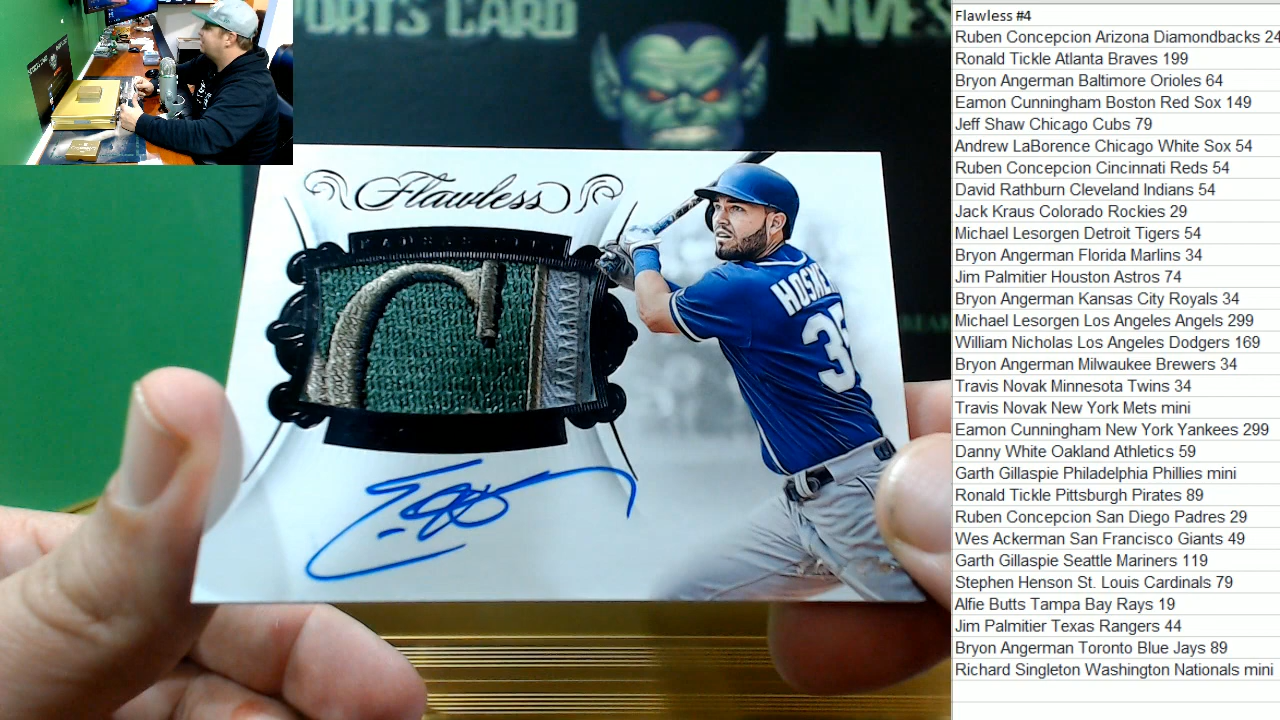 PORTS CARD
INVES
Flawless
KANSAS CITY
HOSME
35
Flawless #4
Ruben Concepcion Arizona Diamondbacks 24
Ronald Tickle Atlanta Braves 199
Bryon Angerman Baltimore Orioles 64
Eamon Cunningham Boston Red Sox 149
Jeff Shaw Chicago Cubs 79
Andrew LaBorence Chicago White Sox 54
Ruben Concepcion Cincinnati Reds 54
David Rathburn Cleveland Indians 54
Jack Kraus Colorado Rockies 29
Michael Lesorgen Detroit Tigers 54
Bryon Angerman Florida Marlins 34
Jim Palmitier Houston Astros 74
Bryon Angerman Kansas City Royals 34
Michael Lesorgen Los Angeles Angels 299
William Nicholas Los Angeles Dodgers 169
Bryon Angerman Milwaukee Brewers 34
Travis Novak Minnesota Twins 34
Travis Novak New York Mets mini
Eamon Cunningham New York Yankees 299
Danny White Oakland Athletics 59
Garth Gillaspie Philadelphia Phillies mini
Ronald Tickle Pittsburgh Pirates 89
Ruben Concepcion San Diego Padres 29
Wes Ackerman San Francisco Giants 49
Garth Gillaspie Seattle Mariners 119
Stephen Henson St. Louis Cardinals 79
Alfie Butts Tampa Bay Rays 19
Jim Palmitier Texas Rangers 44
Bryon Angerman Toronto Blue Jays 89
Richard Singleton Washington Nationals mini